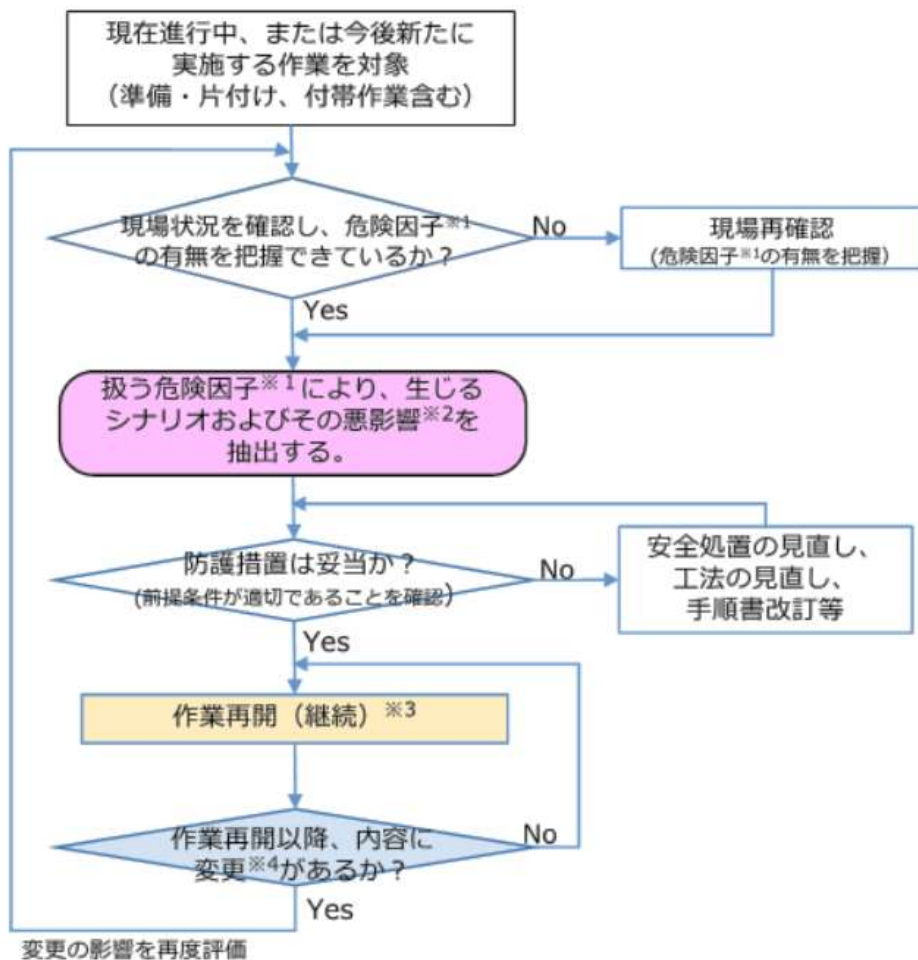 現在進行中、または今後新たに
実施する作業を対象
（準備・片付け、付帯作業含む）
現場状況を確認し、危険因子※1
の有無を把握できているか？
No
現場再確認
(危険因子※1の有無を把握）
Yes
扱う危険因子※1により、生じる
シナリオおよびその悪影響※2を
抽出する。
防護措置は妥当か？
(前提条件が適切であることを確認）
No
安全処置の見直し、
工法の見直し、
手順書改訂等
Yes
作業再開（継続）※3
作業再開以降、内容に
変更※4があるか？
No
Yes
変更の影響を再度評価